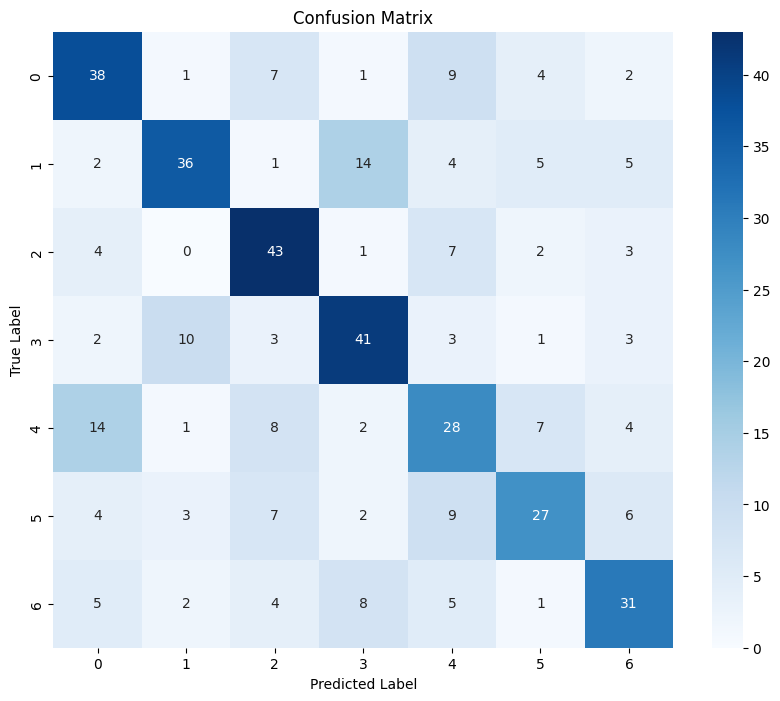 Confusion Matrix
0 38 1 7 1 9 4 2
1 2 36 1 14 4 5 5
2 4 0 43 1 7 2 3
3 2 10 3 41 3 1 3
4 14 1 8 2 28 7 4
5 4 3 7 2 9 27 6
6 5 2 4 8 5 1 31
0 1 2 3 4 5 6
True Label
Predicted Label
40
35
30
25
20
15
10
5
0